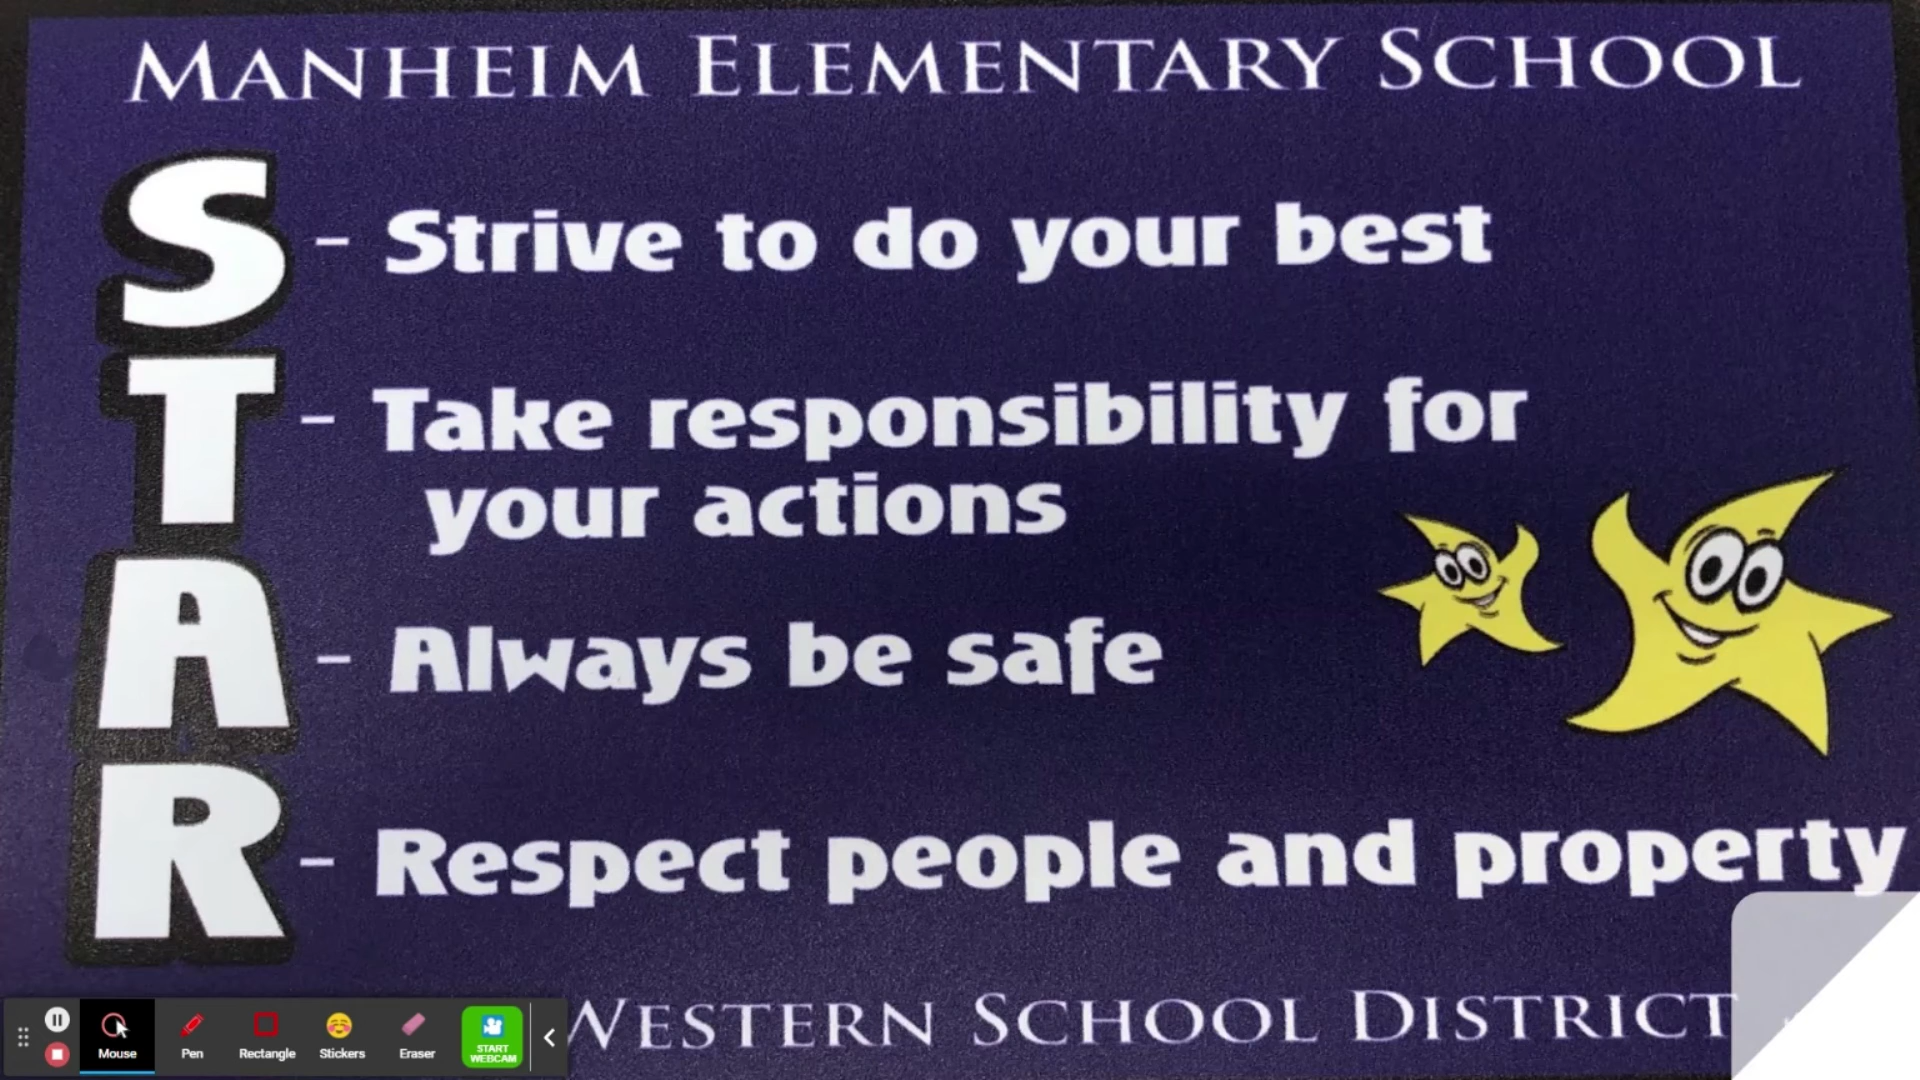 MANHEIM ELEMENTARY SCHOOL
S - Strive to do your best
T - Take responsibility for
your actions
A - Always be safe
R - Respect people and property
WESTERN SCHOOL DISTRICT
Mouse Pen Rectangle Stickers Eraser START WEBCAM